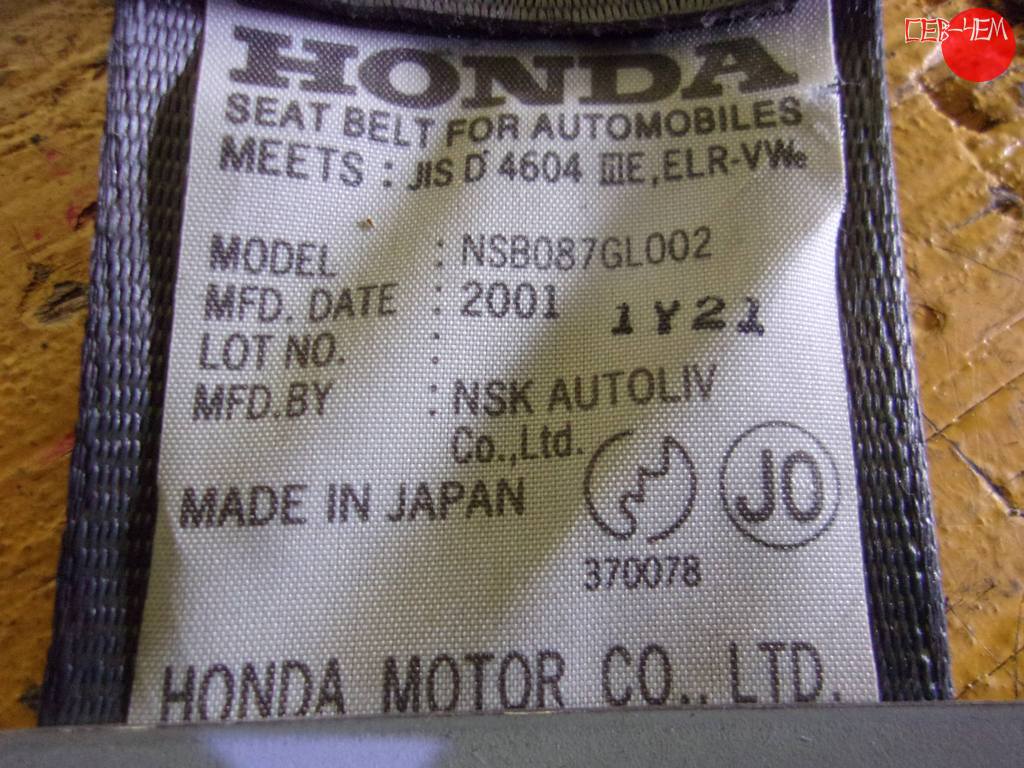 HONDA
SEAT BELT FOR AUTOMOBILES
MEETS : JIS D 4604 ⅢE, ELR-VWe
MODEL : NSB087GL002
MFD. DATE : 2001 1Y21
LOT NO. :
MFD.BY : NSK AUTOLIV
Co.,Ltd.
MADE IN JAPAN
JO
370078
HONDA MOTOR CO., LTD.